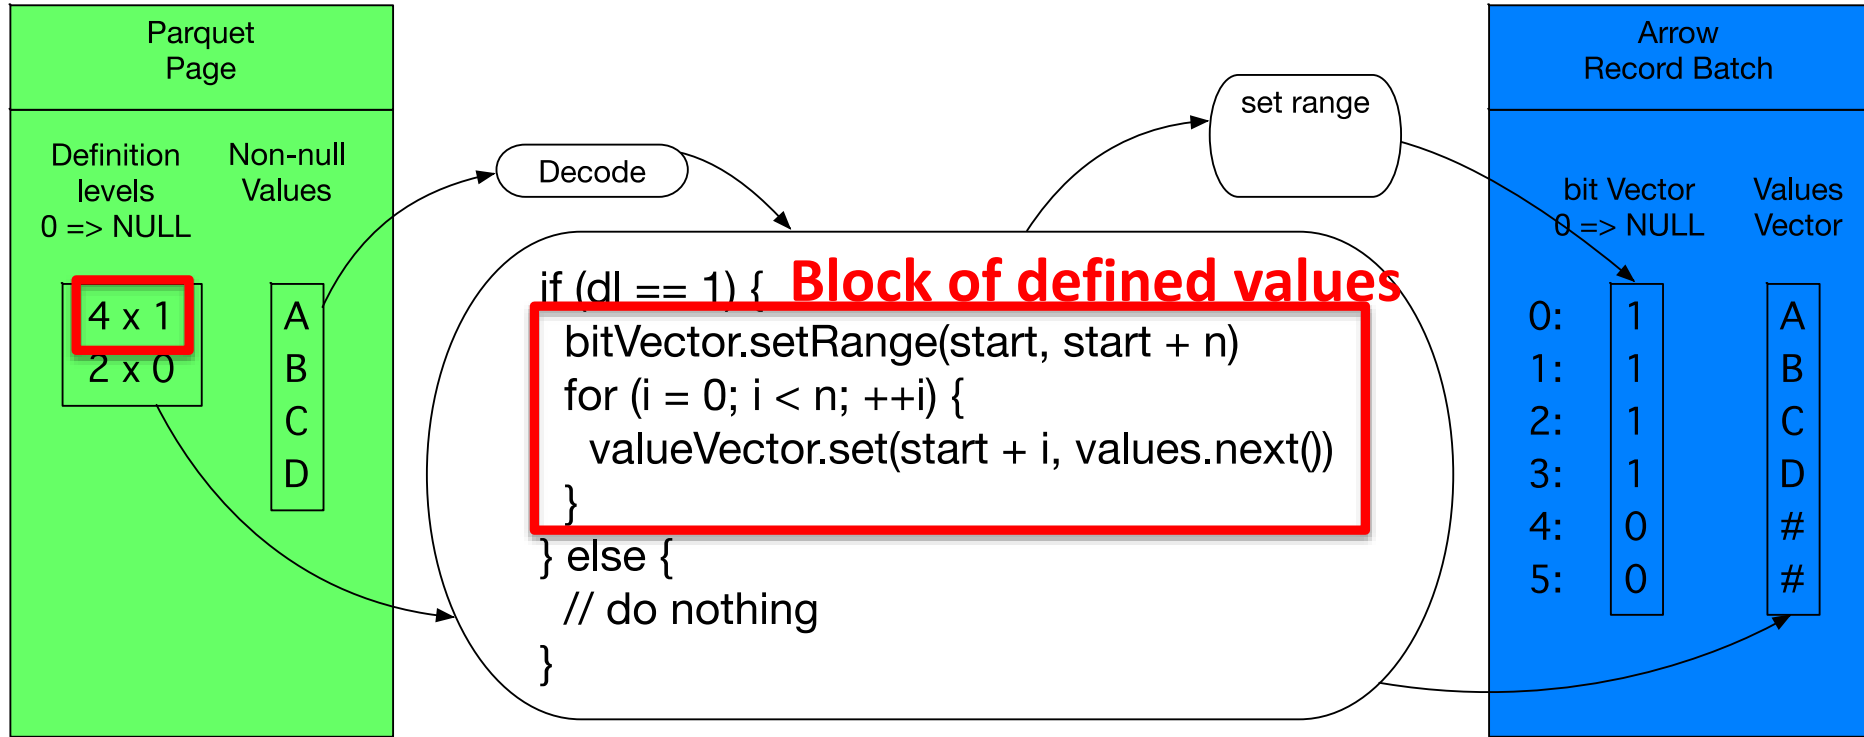 Parquet
Page
Definition
levels
0 => NULL
Non-null
Values
4 x 1
2 x 0
A
B
C
D
Decode
set range
if (dl == 1) {
Block of defined values
bitVector.setRange(start, start + n)
for (i = 0; i < n; ++i) {
valueVector.set(start + i, values.next())
}
} else {
// do nothing
}
Arrow
Record Batch
bit Vector
0 => NULL
Values
Vector
0: 1 A
1: 1 B
2: 1 C
3: 1 D
4: 0 #
5: 0 #